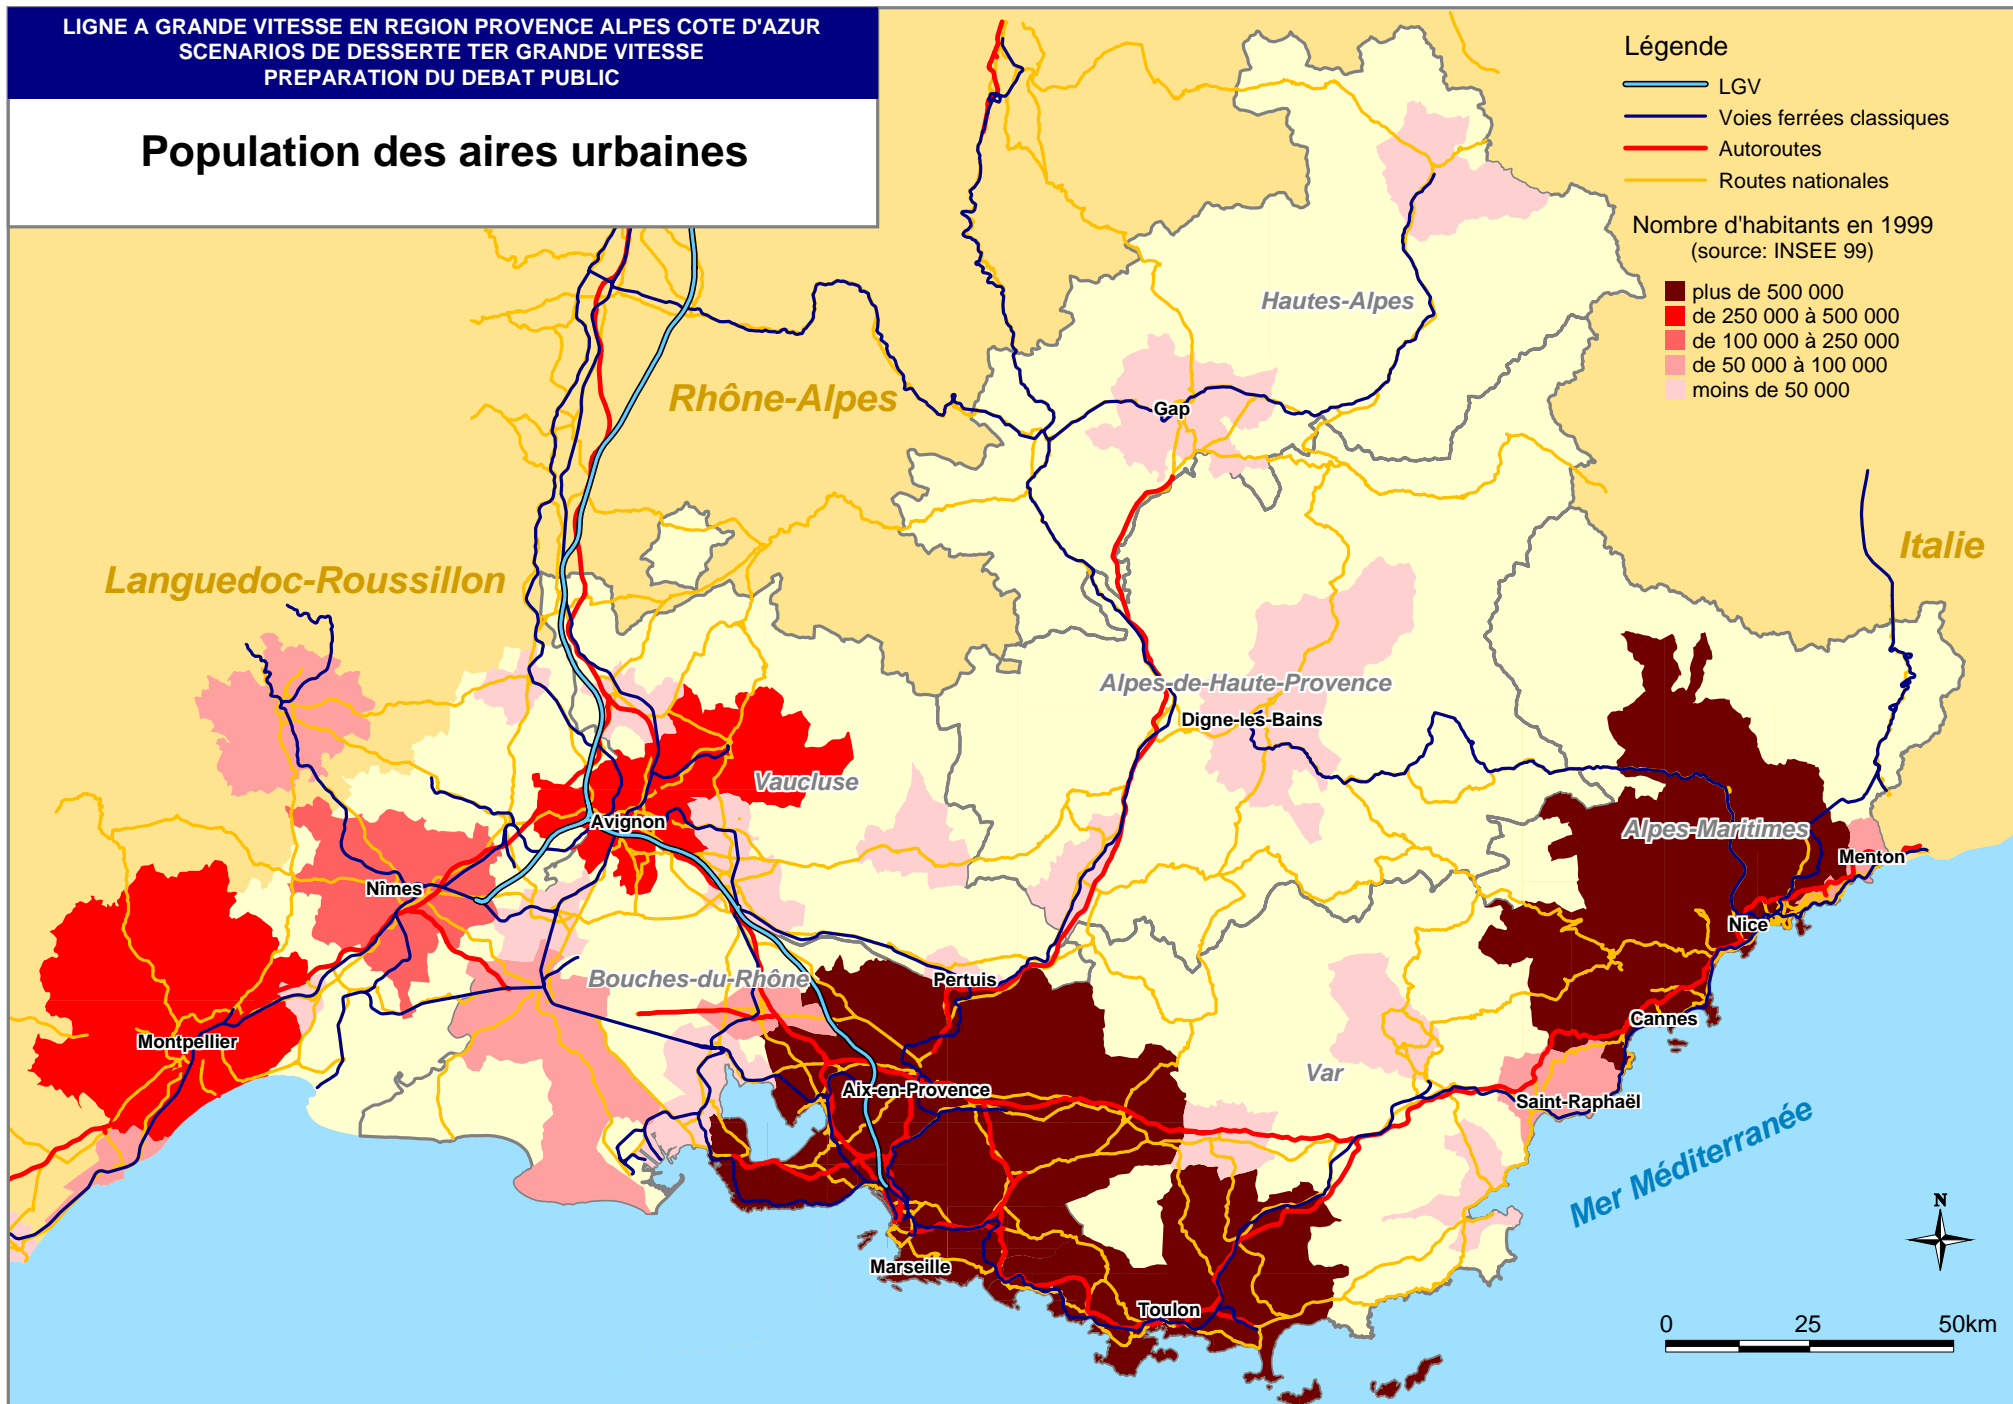 LIGNE A GRANDE VITESSE EN REGION PROVENCE ALPES COTE D'AZUR
SCENARIOS DE DESSERTE TER GRANDE VITESSE
PREPARATION DU DEBAT PUBLIC
Population des aires urbaines
Légende
LGV
Voies ferrées classiques
Autoroutes
Routes nationales
Nombre d'habitants en 1999
(source: INSEE 99)
plus de 500 000
de 250 000 à 500 000
de 100 000 à 250 000
de 50 000 à 100 000
moins de 50 000
Hautes-Alpes
Rhône-Alpes
Gap
Italie
Languedoc-Roussillon
Alpes-de-Haute-Provence
Digne-les-Bains
Vaucluse
Avignon
Alpes-Maritimes
Menton
Nîmes
Nice
Bouches-du-Rhône
Pertuis
Cannes
Montpellier
Var
Aix-en-Provence
Saint-Raphaël
Mer Méditerranée
N
Marseille
Toulon
0 25 50km